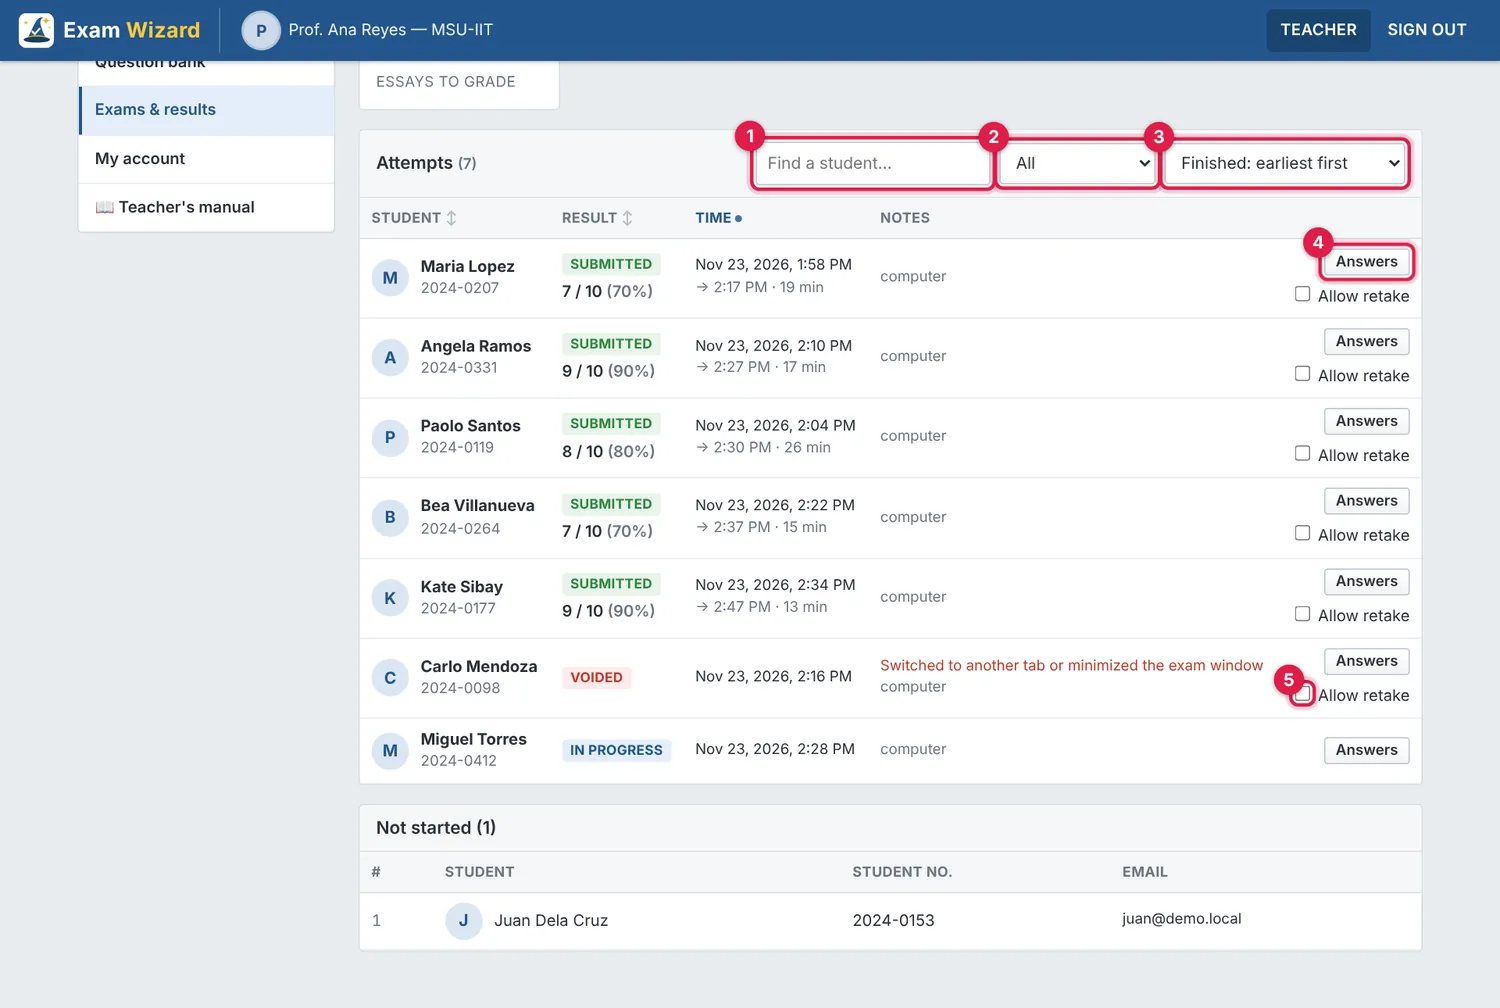 Exam Wizard
P
Prof. Ana Reyes — MSU-IIT
TEACHER
SIGN OUT
Question bank
Exams & results
My account
📖 Teacher's manual
ESSAYS TO GRADE
Attempts (7)
1
Find a student...
2
All
3
Finished: earliest first
STUDENT
RESULT
TIME
NOTES
4
M
Maria Lopez
2024-0207
SUBMITTED
7 / 10 (70%)
Nov 23, 2026, 1:58 PM
→ 2:17 PM · 19 min
computer
Answers
Allow retake
A
Angela Ramos
2024-0331
SUBMITTED
9 / 10 (90%)
Nov 23, 2026, 2:10 PM
→ 2:27 PM · 17 min
computer
Answers
Allow retake
P
Paolo Santos
2024-0119
SUBMITTED
8 / 10 (80%)
Nov 23, 2026, 2:04 PM
→ 2:30 PM · 26 min
computer
Answers
Allow retake
B
Bea Villanueva
2024-0264
SUBMITTED
7 / 10 (70%)
Nov 23, 2026, 2:22 PM
→ 2:37 PM · 15 min
computer
Answers
Allow retake
K
Kate Sibay
2024-0177
SUBMITTED
9 / 10 (90%)
Nov 23, 2026, 2:34 PM
→ 2:47 PM · 13 min
computer
Answers
Allow retake
C
Carlo Mendoza
2024-0098
VOIDED
Nov 23, 2026, 2:16 PM
Switched to another tab or minimized the exam window
computer
Answers
5
Allow retake
M
Miguel Torres
2024-0412
IN PROGRESS
Nov 23, 2026, 2:28 PM
computer
Answers
Not started (1)
#
STUDENT
STUDENT NO.
EMAIL
1
J
Juan Dela Cruz
2024-0153
juan@demo.local